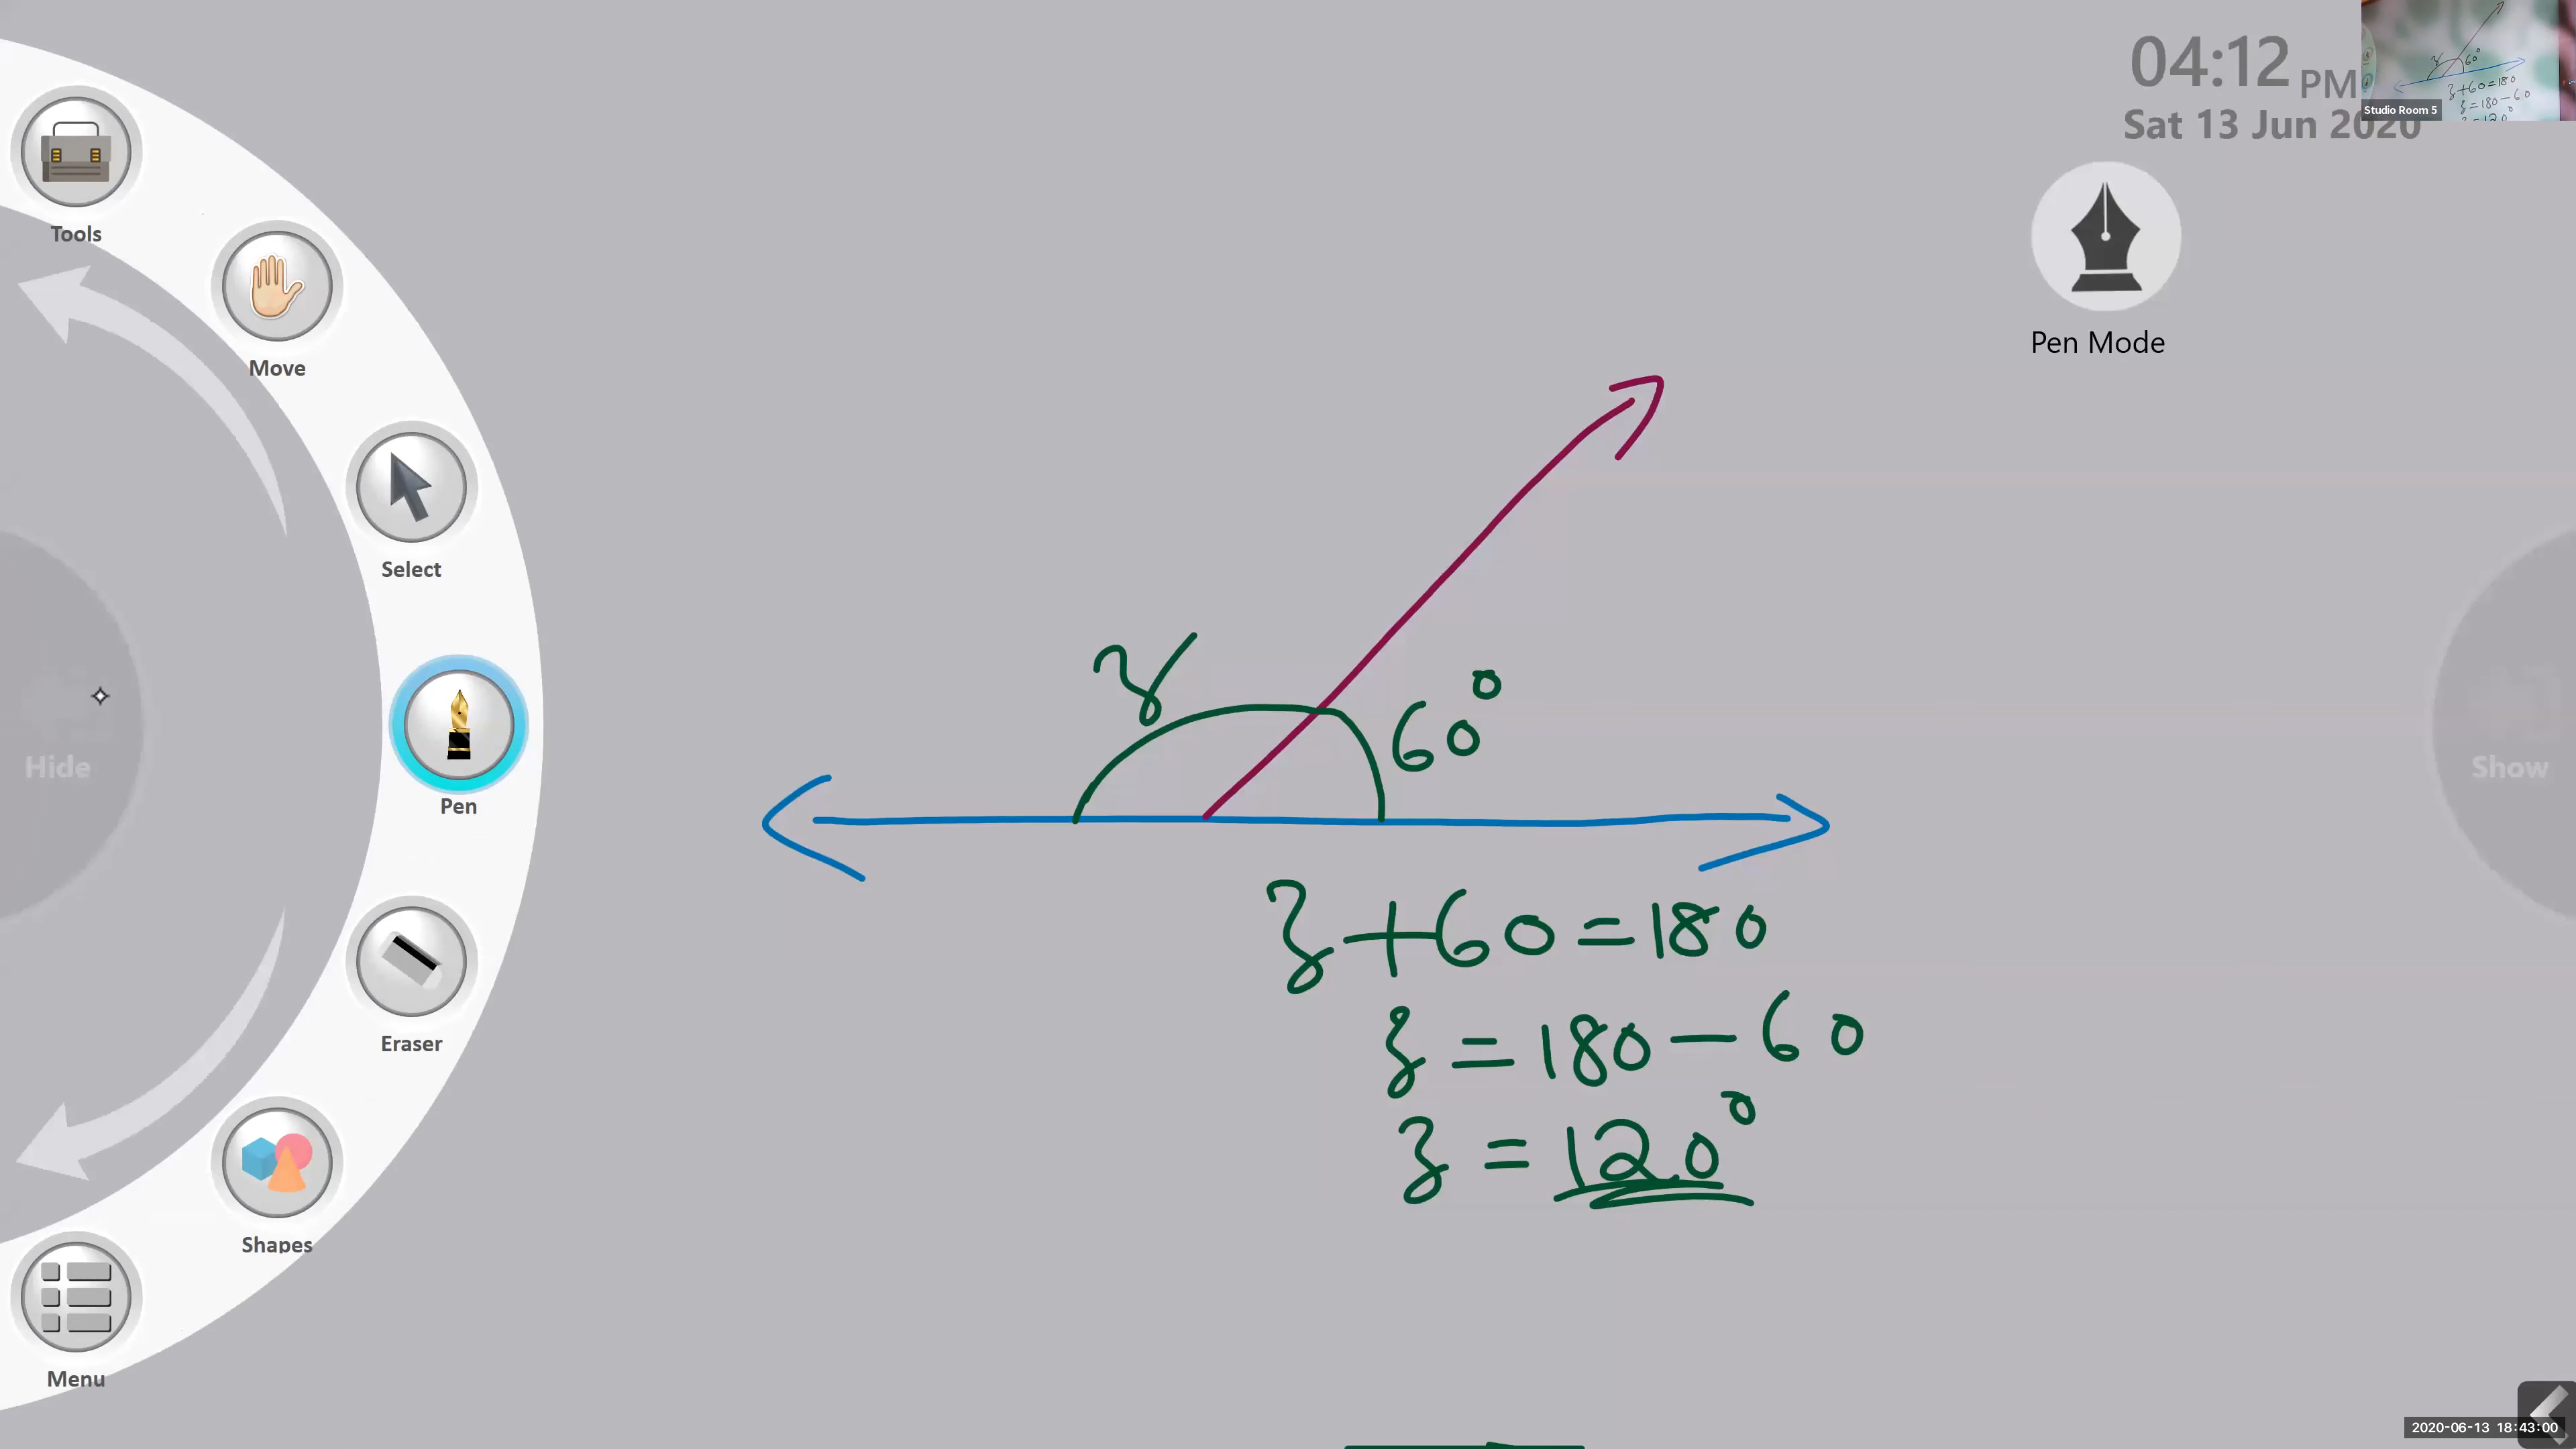 04:12 PM
Sat 13 Jun 2020
Studio Room 5
Tools
Move
Select
Pen
Eraser
Shapes
Menu
Hide
Show
Pen Mode
z
60°
z+60=180
z=180-60
z=120°
2020-06-13 18:43:00